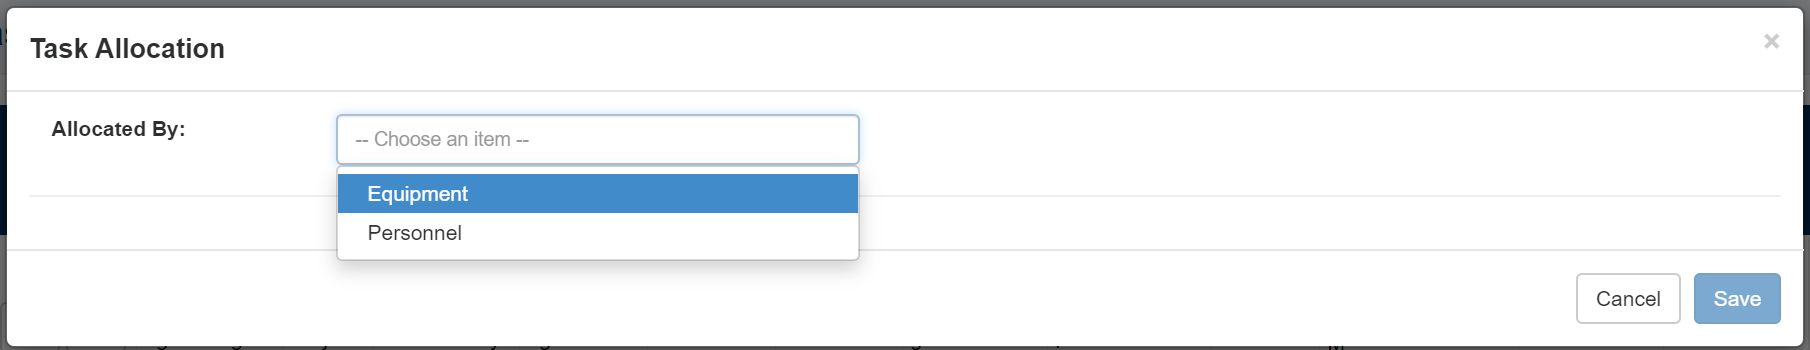 Task Allocation
×
Allocated By:
-- Choose an item --
Equipment
Personnel
Cancel
Save